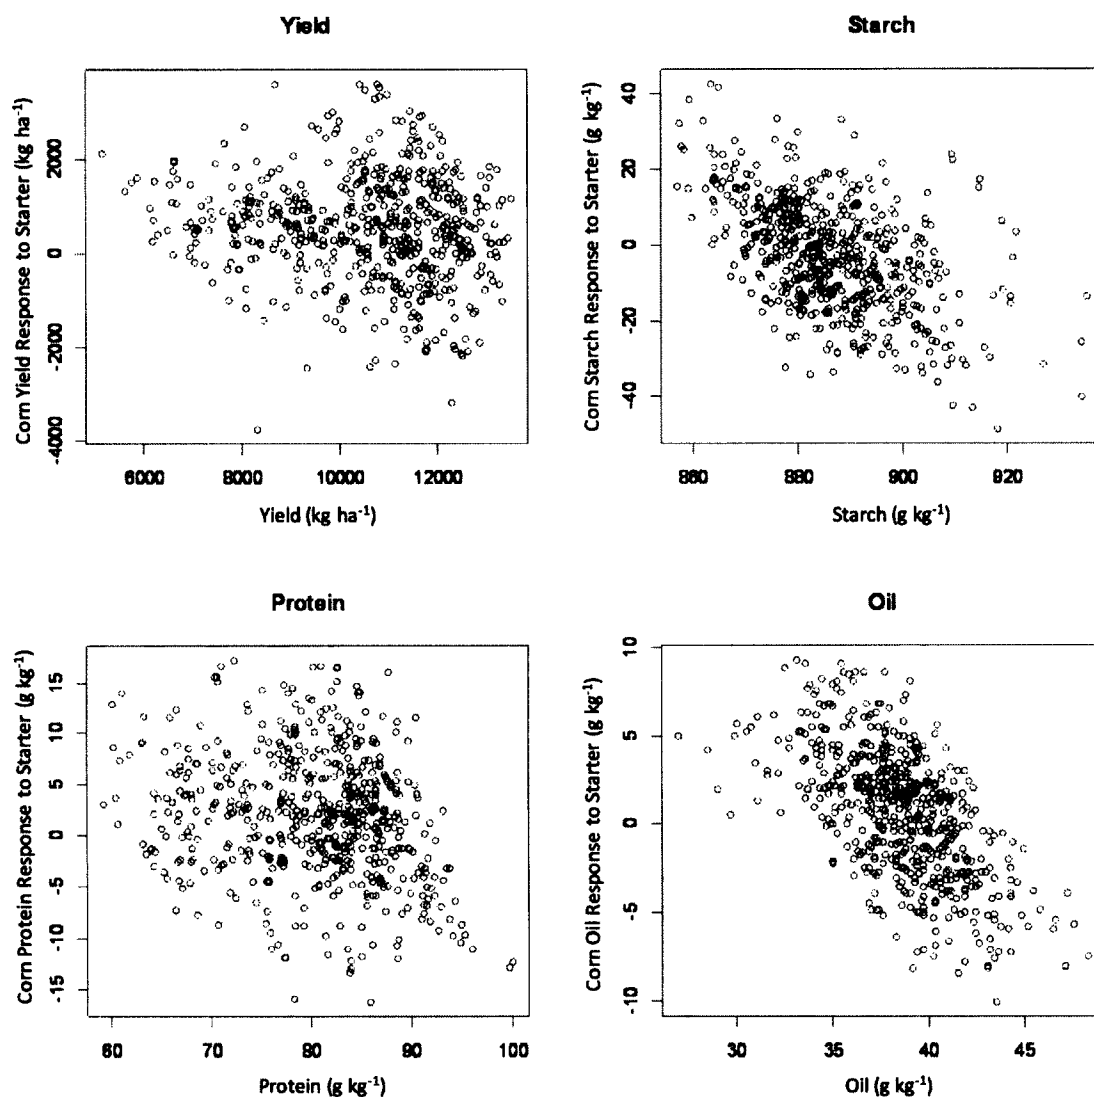 Yield
Corn Yield Response to Starter (kg ha⁻¹)
2000
0
-2000
-4000
6000 8000 10000 12000
Yield (kg ha⁻¹)
Starch
Corn Starch Response to Starter (g kg⁻¹)
40
20
0
-20
-40
860 880 900 920
Starch (g kg⁻¹)
Protein
Corn Protein Response to Starter (g kg⁻¹)
15
10
5
0
-5
-10
-15
60 70 80 90 100
Protein (g kg⁻¹)
Oil
Corn Oil Response to Starter (g kg⁻¹)
10
5
0
-5
-10
30 35 40 45
Oil (g kg⁻¹)